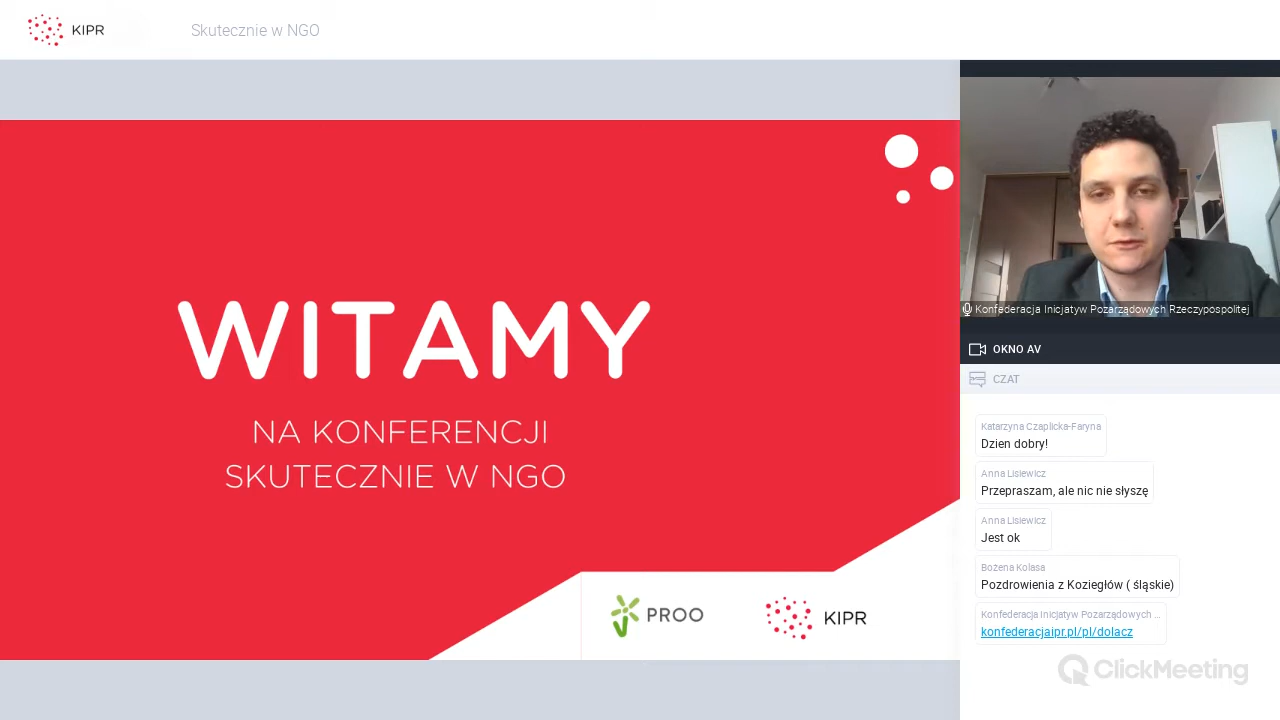 KIPR
Skutecznie w NGO
WITAMY
NA KONFERENCJI
SKUTECZNIE W NGO
PROO
KIPR
Konfederacja Inicjatyw Pozarządowych Rzeczypospolitej
OKNO AV
CZAT
Katarzyna Czaplicka-Faryna
Dzien dobry!
Anna Lisiewicz
Przepraszam, ale nic nie słyszę
Anna Lisiewicz
Jest ok
Bożena Kolasa
Pozdrowienia z Koziegłów ( śląskie)
Konfederacja Inicjatyw Pozarządowych ...
konfederacjaipr.pl/pl/dolacz
ClickMeeting